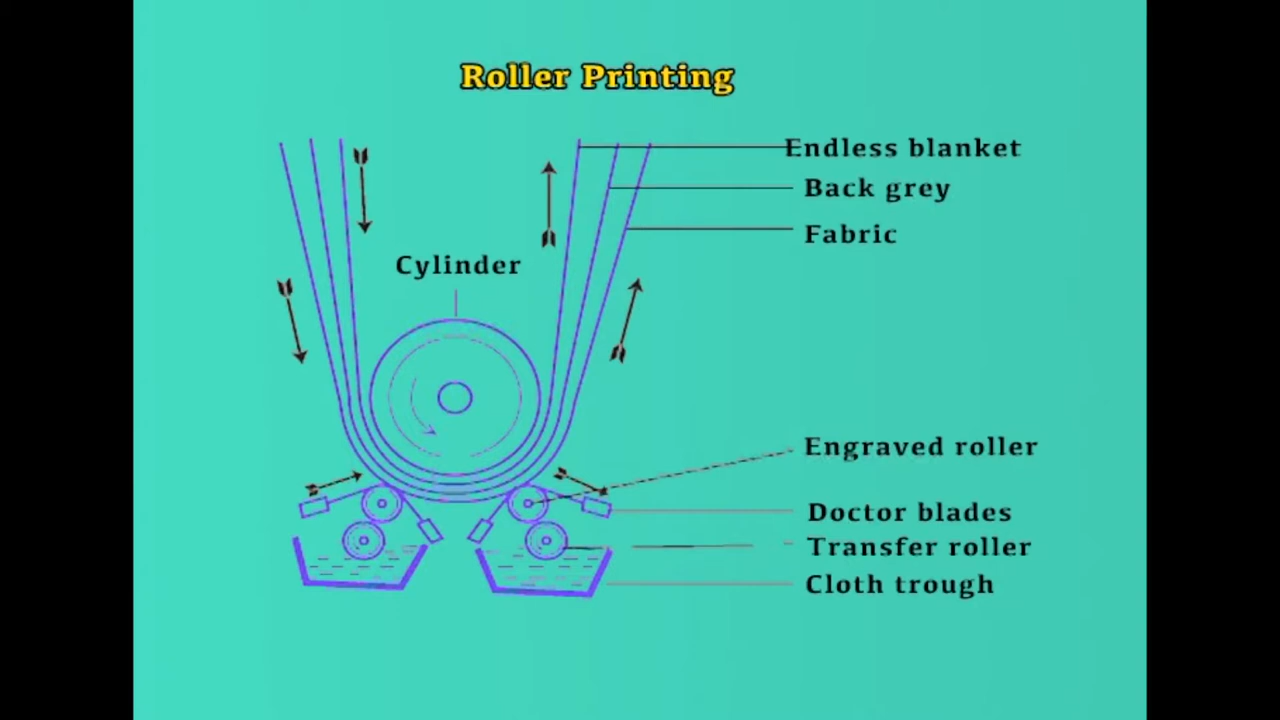 Roller Printing
Endless blanket
Back grey
Fabric
Cylinder
Engraved roller
Doctor blades
Transfer roller
Cloth trough